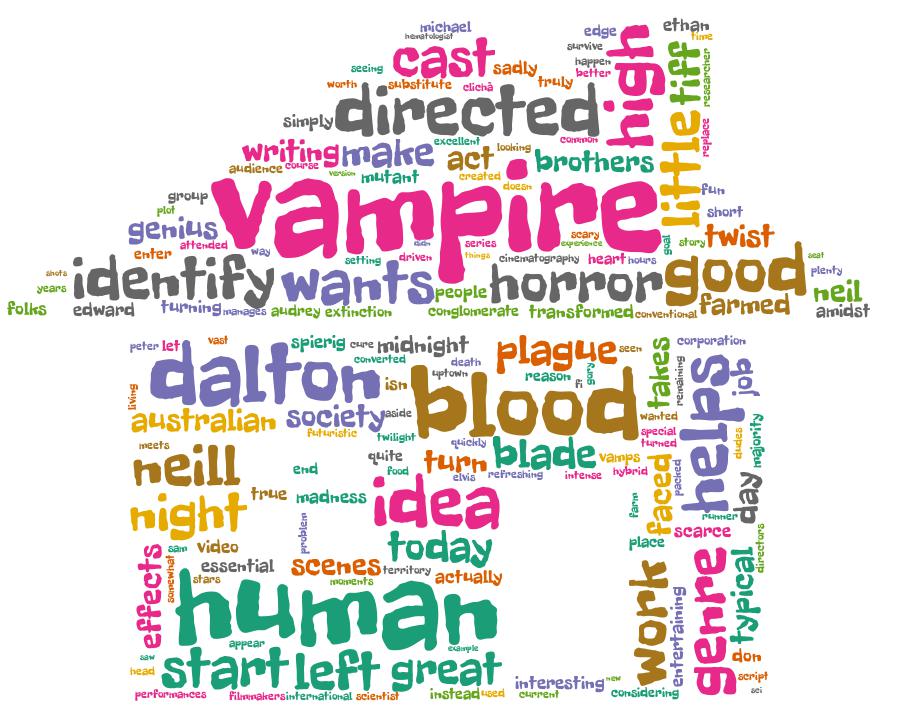 michael
hematologist
edge
ethan
time
cast
sadly
survive
happen
better
high
tiff
researcher
seeing
worth
substitute
clichã
truly
simply
directed
replace
writing
make
excellent
common
audience
course
version
act
looking
brothers
little
mutant
created
doesn
vampire
group
fun
plot
short
genius
attended
way
didn
series
scary
experience
goal
story
twist
enter
setting
driven
things
cinematography
heart
hours
seat
shots
identify
wants
people
horror
good
plenty
years
neil
folks
edward
turning
manages
audrey
extinction
conglomerate
transformed
conventional
farmed
amidst
peter
let
vast
spierig
cure
midnight
plague
seen
takes
corporation
converted
death
dalton
uptown
reason
fi
gory
remaining
helps
job
living
isn
blood
australian
society
aside
wanted
futuristic
twilight
special
turned
dudes
majority
meets
quickly
neill
quite
turn
blade
vamps
end
food
elvis
refreshing
intense
hybrid
faced
packed
day
night
true
madness
idea
farm
runner
problem
place
scarce
directors
effects
sam
video
today
somewhat
essential
scenes
territory
stars
moments
actually
work
genre
typical
human
entertaining
appear
example
saw
don
head
start
left
great
script
interesting
new
sci
performances
filmmakers
international
scientist
instead
used
current
considering